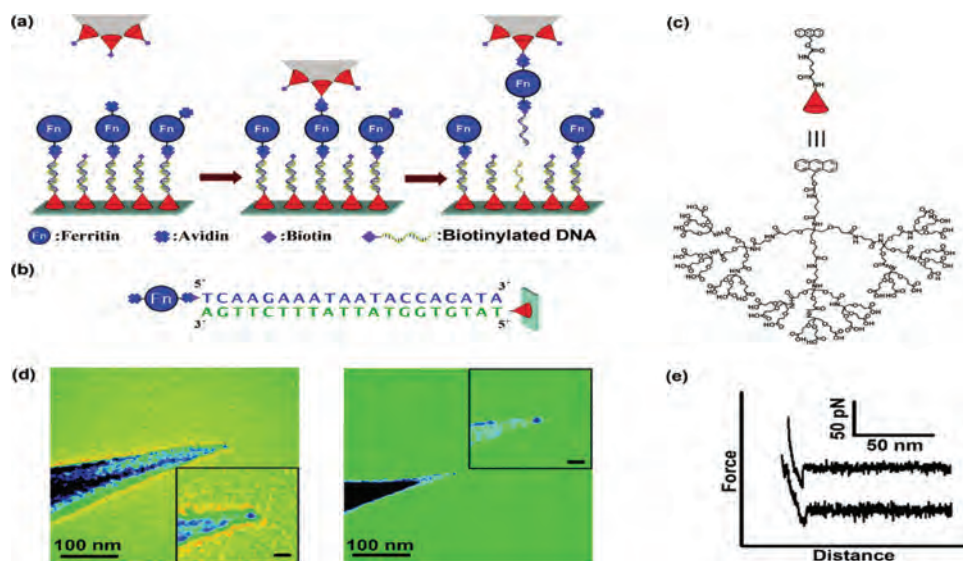 (a)
Fn Fn Fn Fn Fn Fn Fn Fn Fn
Fn :Ferritin :Avidin :Biotin :Biotinylated DNA
(b)
5' 3'
Fn TCAAGAAATAATACCACATA
AGTTCTTTATTATGGTGTAT
3' 5'
(c)
(d)
100 nm
100 nm
(e)
Force
50 pN
50 nm
Distance